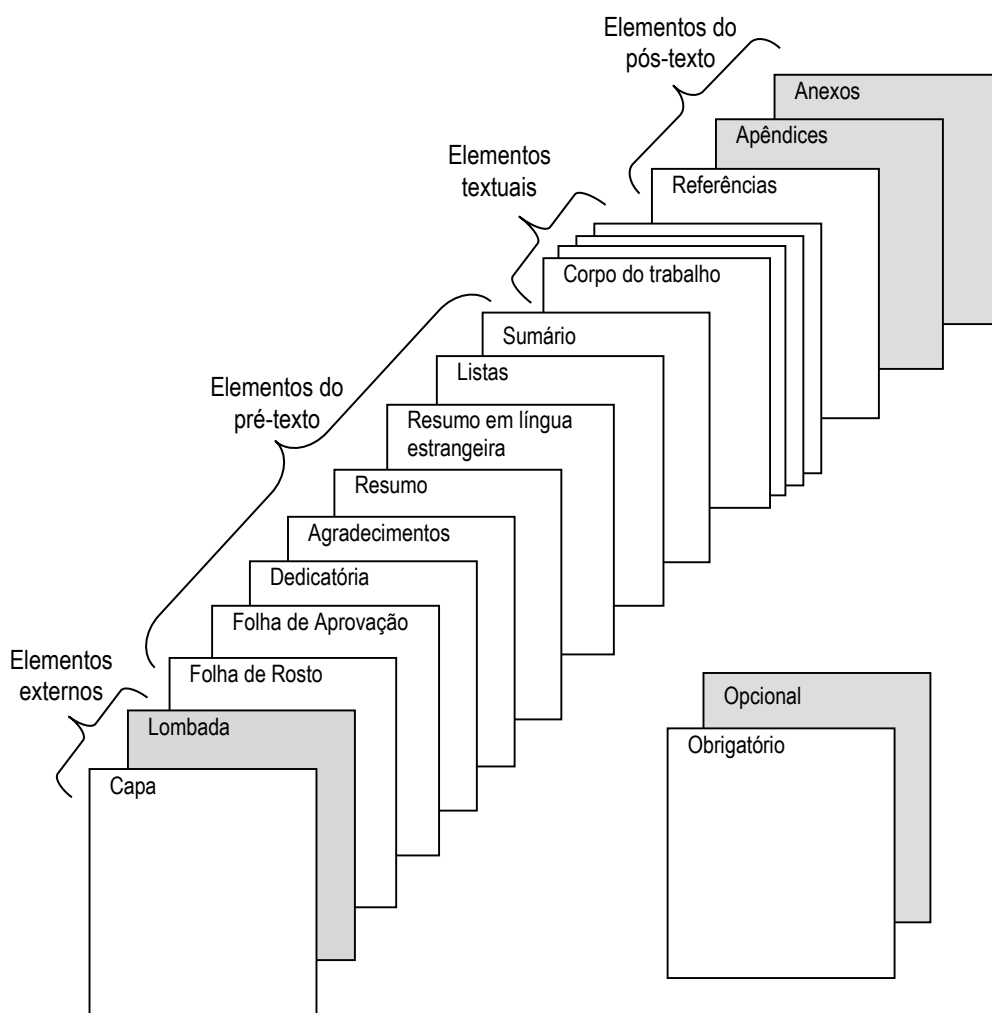 Elementos do
pós-texto
Anexos
Apêndices
Elementos
textuais
Referências
Corpo do trabalho
Sumário
Listas
Elementos do
pré-texto
Resumo em língua
estrangeira
Resumo
Agradecimentos
Dedicatória
Folha de Aprovação
Elementos
externos
Folha de Rosto
Lombada
Capa
Opcional
Obrigatório